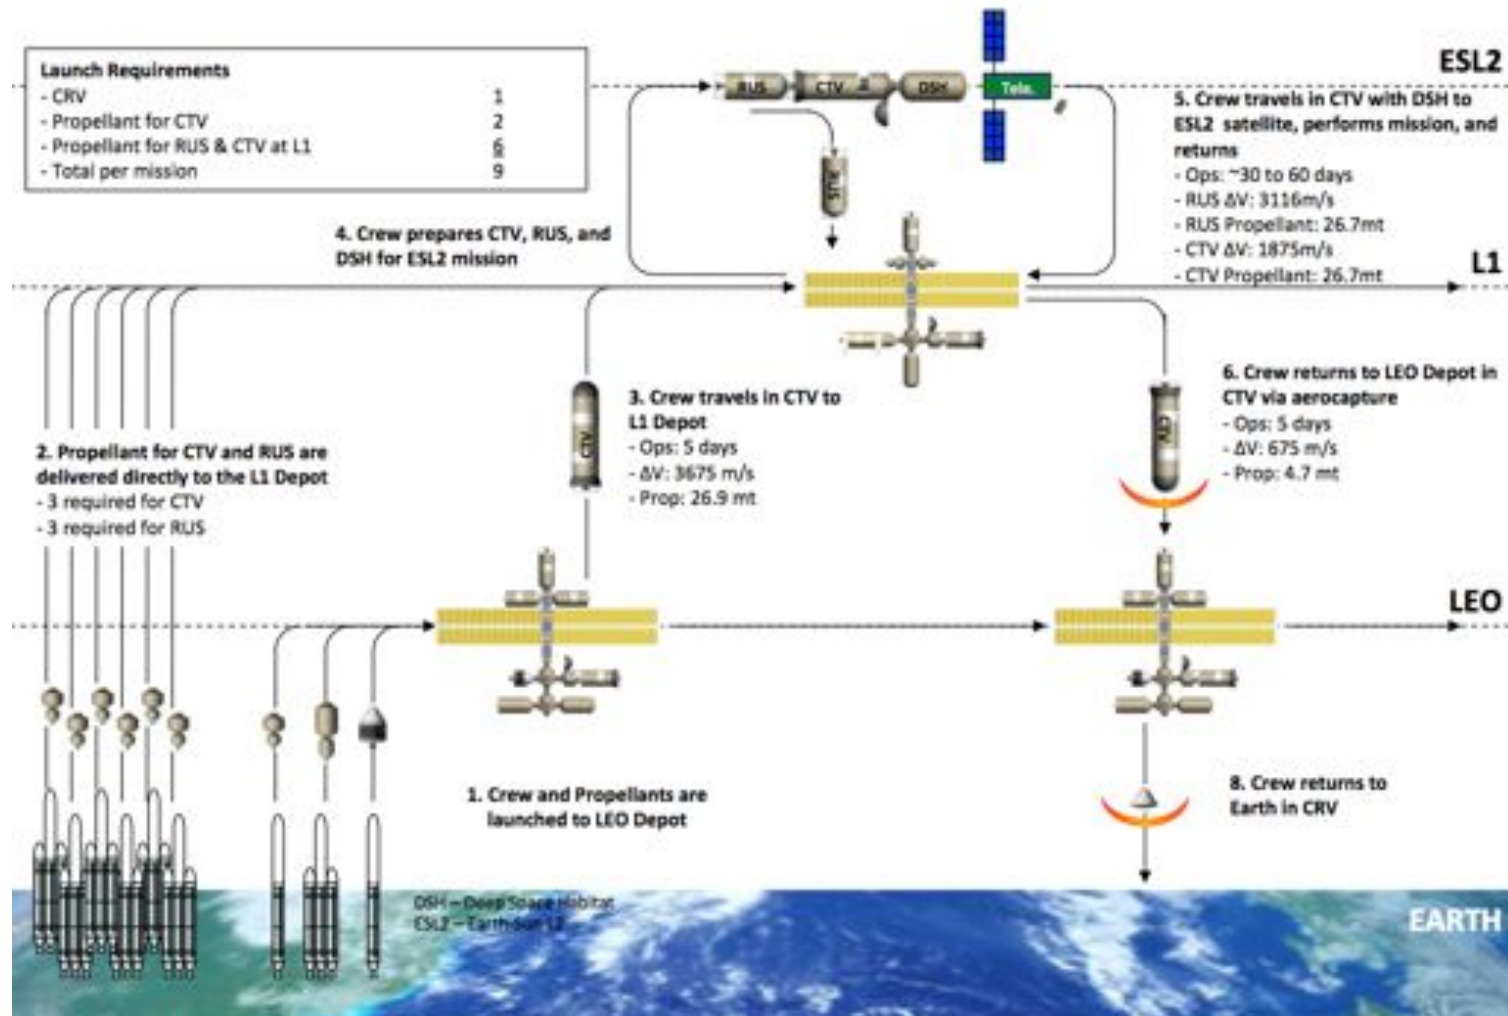 Launch Requirements
- CRV 1
- Propellant for CTV 2
- Propellant for RUS & CTV at L1 6
- Total per mission 9
RUS
CTV
DSH
Tele.
ESL2
5. Crew travels in CTV with DSH to
ESL2 satellite, performs mission, and
returns
- Ops: ~30 to 60 days
- RUS ΔV: 3116m/s
- RUS Propellant: 26.7mt
- CTV ΔV: 1875m/s
- CTV Propellant: 26.7mt
RUS
4. Crew prepares CTV, RUS, and
DSH for ESL2 mission
L1
2. Propellant for CTV and RUS are
delivered directly to the L1 Depot
- 3 required for CTV
- 3 required for RUS
CTV
3. Crew travels in CTV to
L1 Depot
- Ops: 5 days
- ΔV: 3675 m/s
- Prop: 26.9 mt
CTV
6. Crew returns to LEO Depot in
CTV via aerocapture
- Ops: 5 days
- ΔV: 675 m/s
- Prop: 4.7 mt
LEO
1. Crew and Propellants are
launched to LEO Depot
8. Crew returns to
Earth in CRV
DSH – Deep Space Habitat
ESL2 – Earth-Sun L2
EARTH